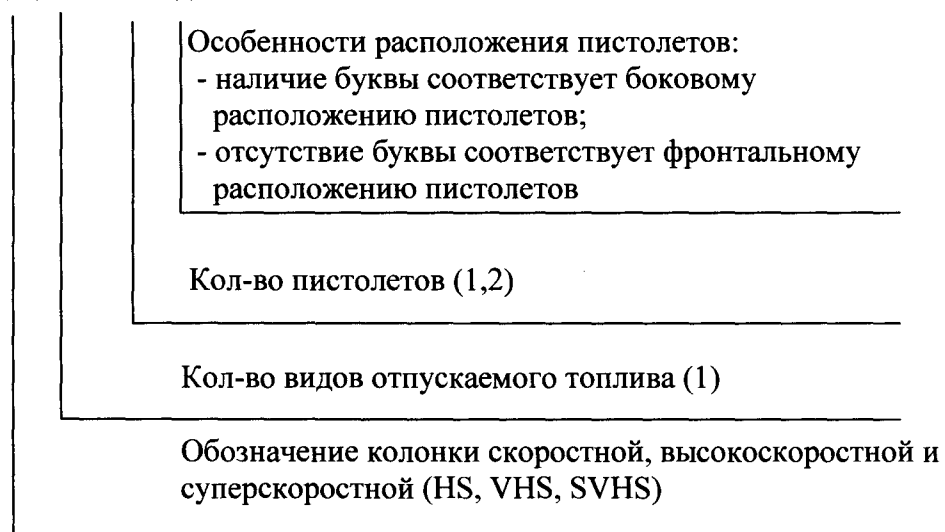 Особенности расположения пистолетов:
- наличие буквы соответствует боковому
расположению пистолетов;
- отсутствие буквы соответствует фронтальному
расположению пистолетов
Кол-во пистолетов (1,2)
Кол-во видов отпускаемого топлива (1)
Обозначение колонки скоростной, высокоскоростной и
суперскоростной (HS, VHS, SVHS)